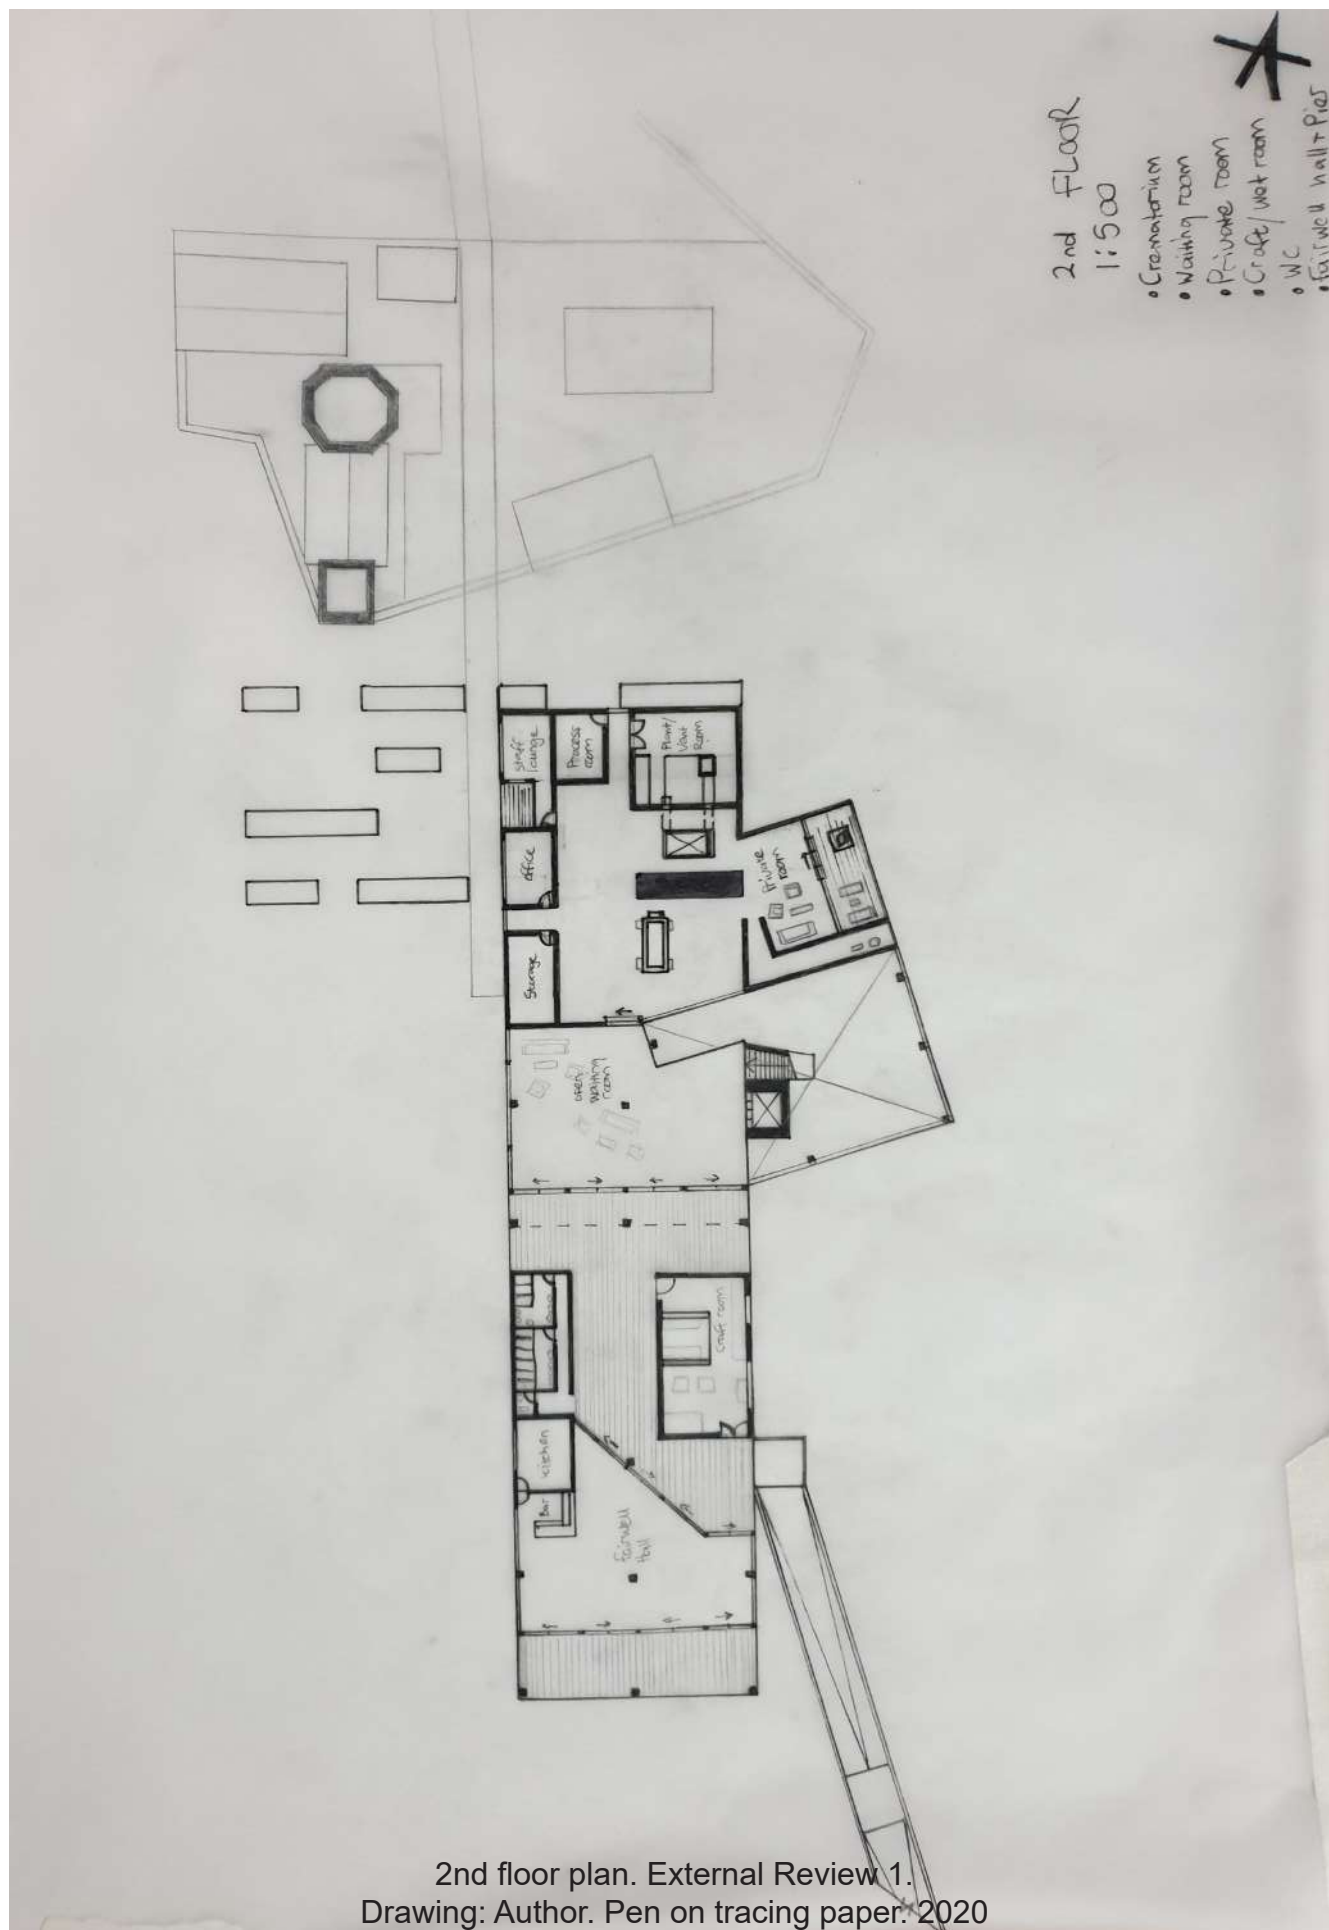 2nd FLOOR
1:500
• Crematorium
• Waiting room
• Private room
• Craft/wet room
• WC
• Fairwell hall + Pier
Staff
lounge
Process
room
Plant/
Vent
Room
office
Private
room
Storage
open
waiting
room
craft room
kitchen
Bar
Fairwell
Hall
2nd floor plan. External Review 1.
Drawing: Author. Pen on tracing paper. 2020